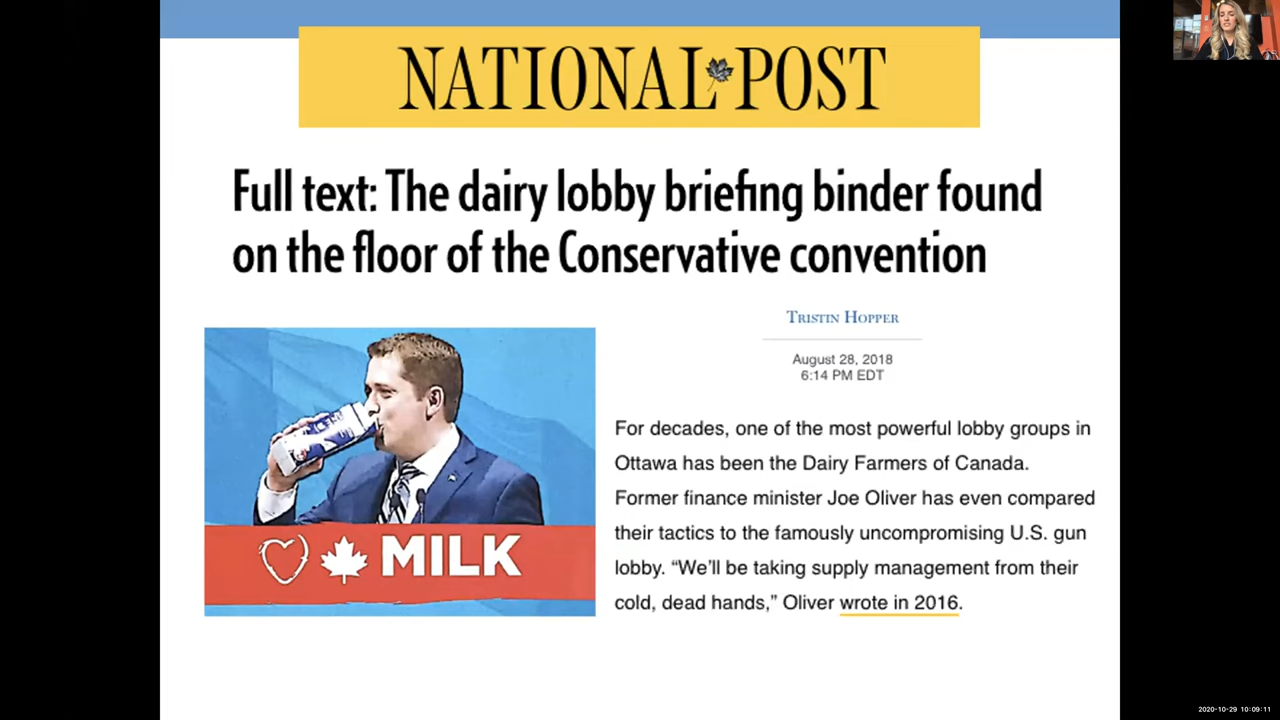 NATIONAL POST
Full text: The dairy lobby briefing binder found
on the floor of the Conservative convention
TRISTIN HOPPER
August 28, 2018
6:14 PM EDT
For decades, one of the most powerful lobby groups in
Ottawa has been the Dairy Farmers of Canada.
Former finance minister Joe Oliver has even compared
their tactics to the famously uncompromising U.S. gun
lobby. “We’ll be taking supply management from their
cold, dead hands,” Oliver wrote in 2016.
MILK
2020-10-29 10:09:11